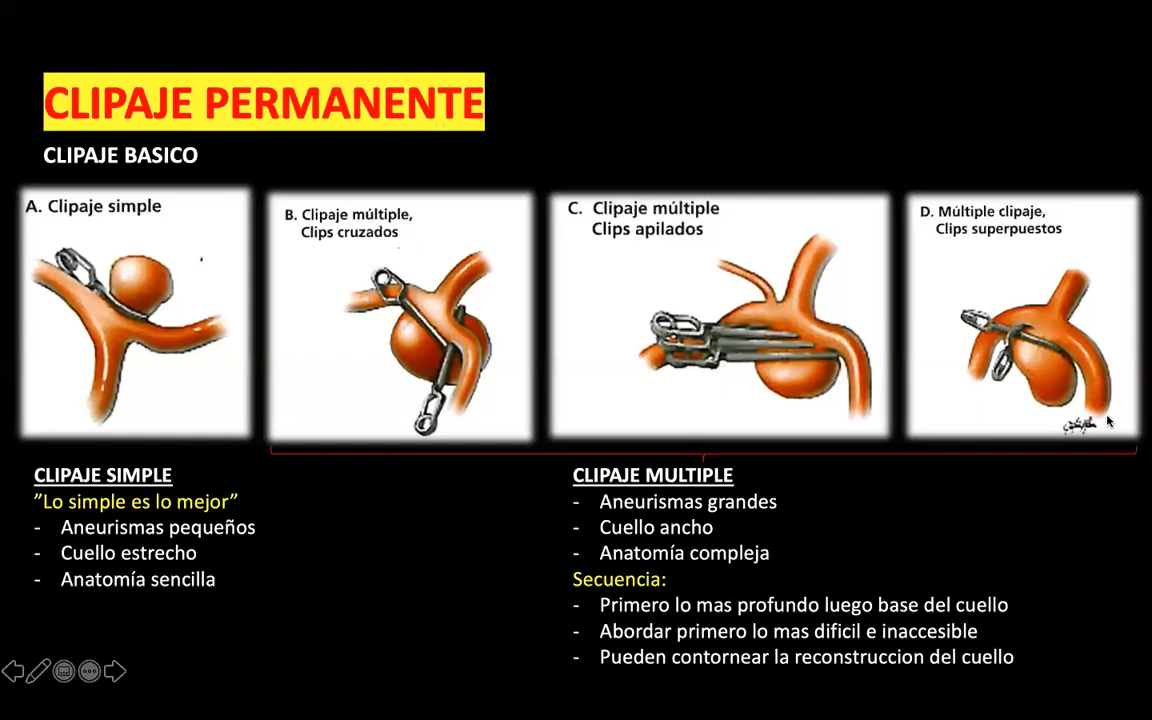 CLIPAJE PERMANENTE
CLIPAJE BASICO
A. Clipaje simple
B. Clipaje múltiple,
Clips cruzados
C. Clipaje múltiple
Clips apilados
D. Múltiple clipaje,
Clips superpuestos
CLIPAJE SIMPLE
”Lo simple es lo mejor”
- Aneurismas pequeños
- Cuello estrecho
- Anatomía sencilla
CLIPAJE MULTIPLE
- Aneurismas grandes
- Cuello ancho
- Anatomía compleja
Secuencia:
- Primero lo mas profundo luego base del cuello
- Abordar primero lo mas dificil e inaccesible
- Pueden contornear la reconstruccion del cuello